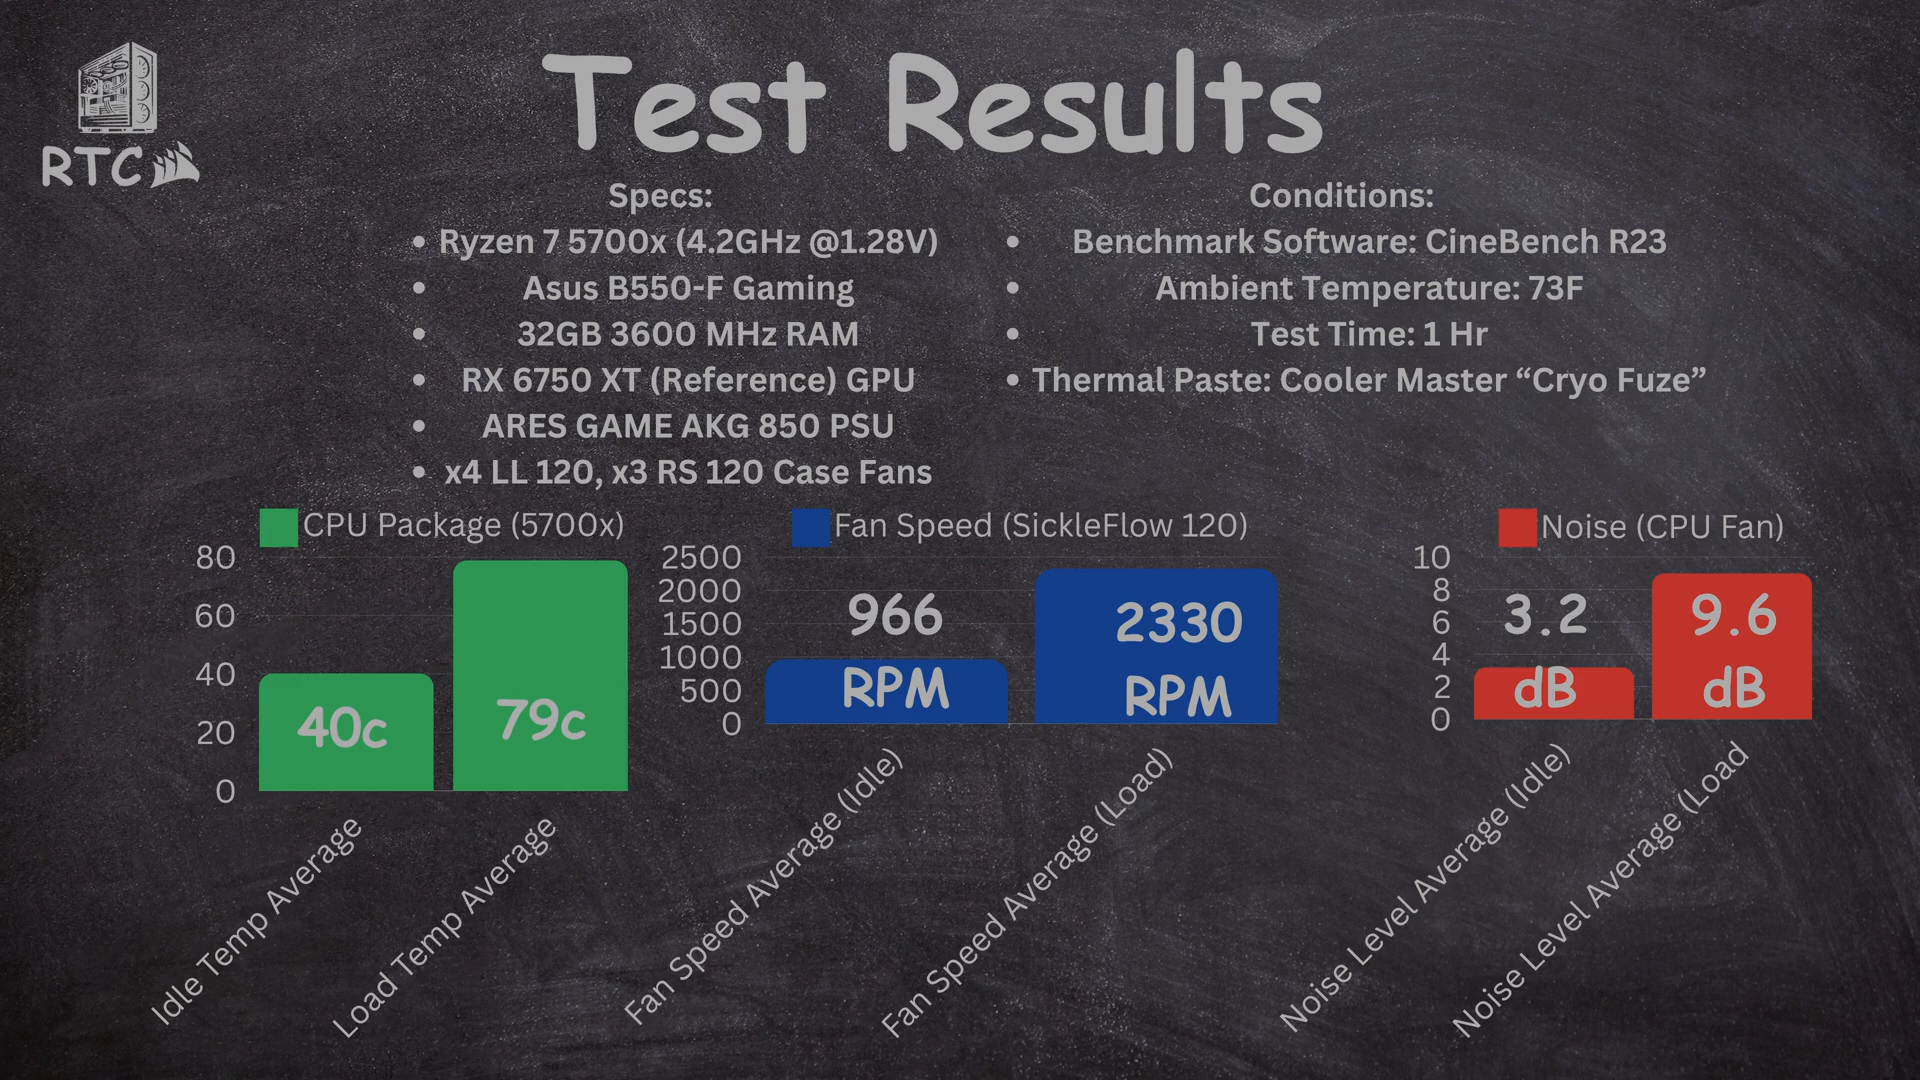 RTC
Test Results
Specs:
• Ryzen 7 5700x (4.2GHz @1.28V)
• Asus B550-F Gaming
• 32GB 3600 MHz RAM
• RX 6750 XT (Reference) GPU
• ARES GAME AKG 850 PSU
• x4 LL 120, x3 RS 120 Case Fans
Conditions:
• Benchmark Software: CineBench R23
• Ambient Temperature: 73F
• Test Time: 1 Hr
• Thermal Paste: Cooler Master “Cryo Fuze”
CPU Package (5700x)
80
60
40
20
0
40c
79c
Idle Temp Average
Load Temp Average
Fan Speed (SickleFlow 120)
2500
2000
1500
1000
500
0
966
RPM
2330
RPM
Fan Speed Average (Idle)
Fan Speed Average (Load)
Noise (CPU Fan)
10
8
6
4
2
0
3.2
dB
9.6
dB
Noise Level Average (Idle)
Noise Level Average (Load